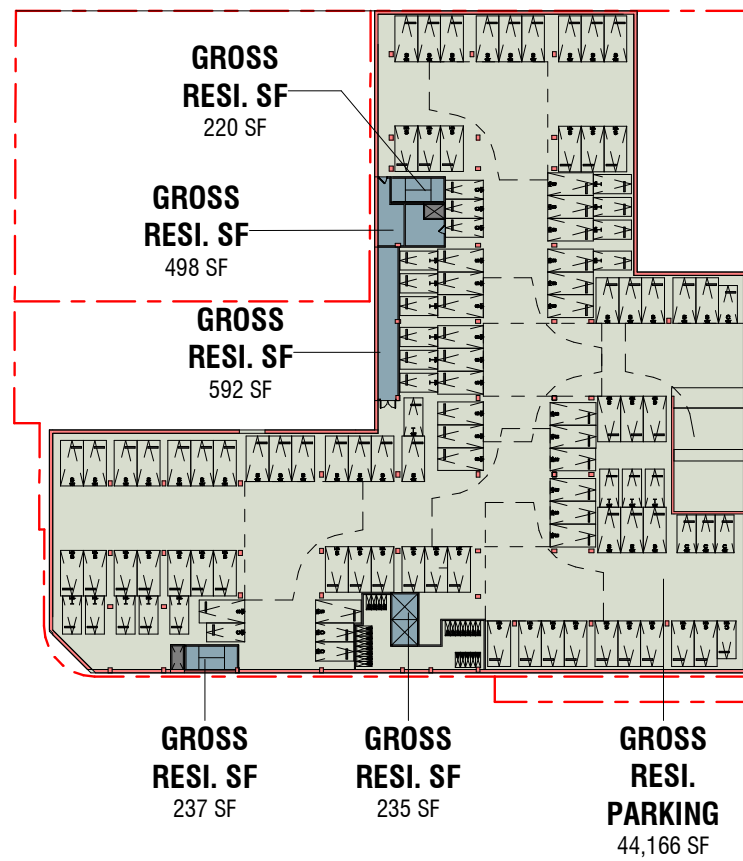 GROSS
RESI. SF
220 SF
GROSS
RESI. SF
498 SF
GROSS
RESI. SF
592 SF
GROSS
RESI. SF
237 SF
GROSS
RESI. SF
235 SF
GROSS
RESI.
PARKING
44,166 SF